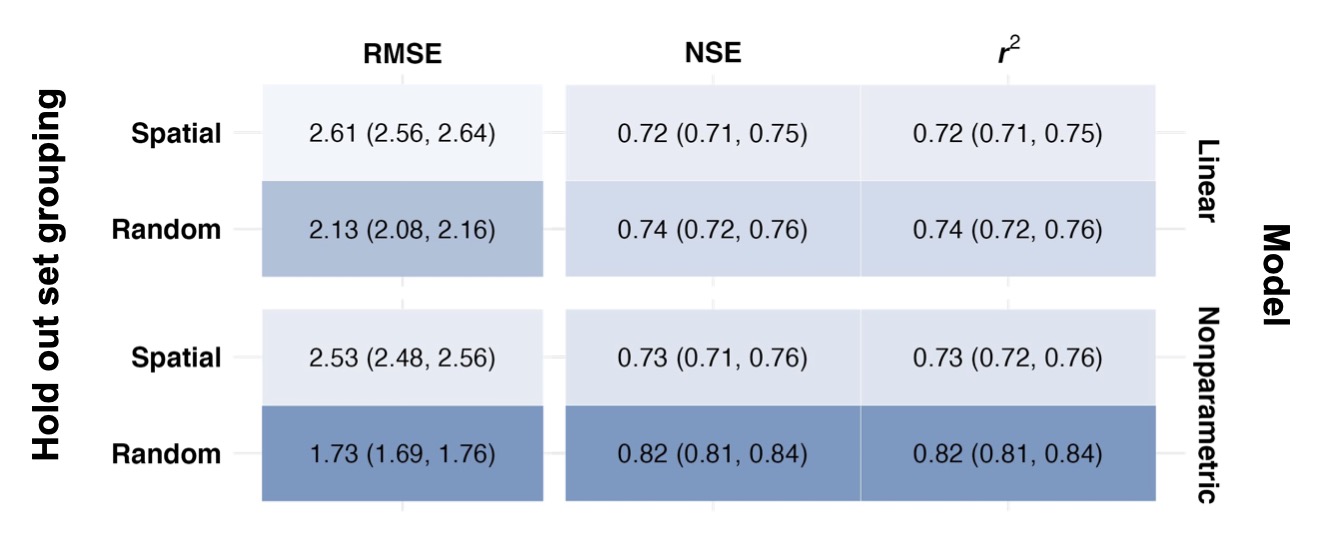 RMSE NSE r²
Hold out set grouping
Spatial 2.61 (2.56, 2.64) 0.72 (0.71, 0.75) 0.72 (0.71, 0.75)
Random 2.13 (2.08, 2.16) 0.74 (0.72, 0.76) 0.74 (0.72, 0.76)
Linear
Spatial 2.53 (2.48, 2.56) 0.73 (0.71, 0.76) 0.73 (0.72, 0.76)
Random 1.73 (1.69, 1.76) 0.82 (0.81, 0.84) 0.82 (0.81, 0.84)
Nonparametric
Model